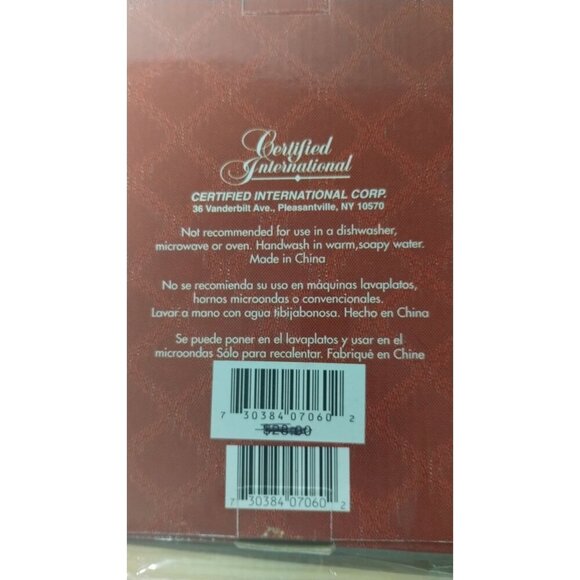 Certified
International
CERTIFIED INTERNATIONAL CORP.
36 Vanderbilt Ave., Pleasantville, NY 10570
Not recommended for use in a dishwasher,
microwave or oven. Handwash in warm,soapy water.
Made in China
No se recomienda su uso en máquinas lavaplatos,
hornos microondas o convencionales.
Lavar a mano con agua tibijabonosa. Hecho en China
Se puede poner en el lavaplatos y usar en el
microondas Sólo para recalentar. Fabriqué en Chine
7 30384 07060 2
$28.00
7 30384 07060 2